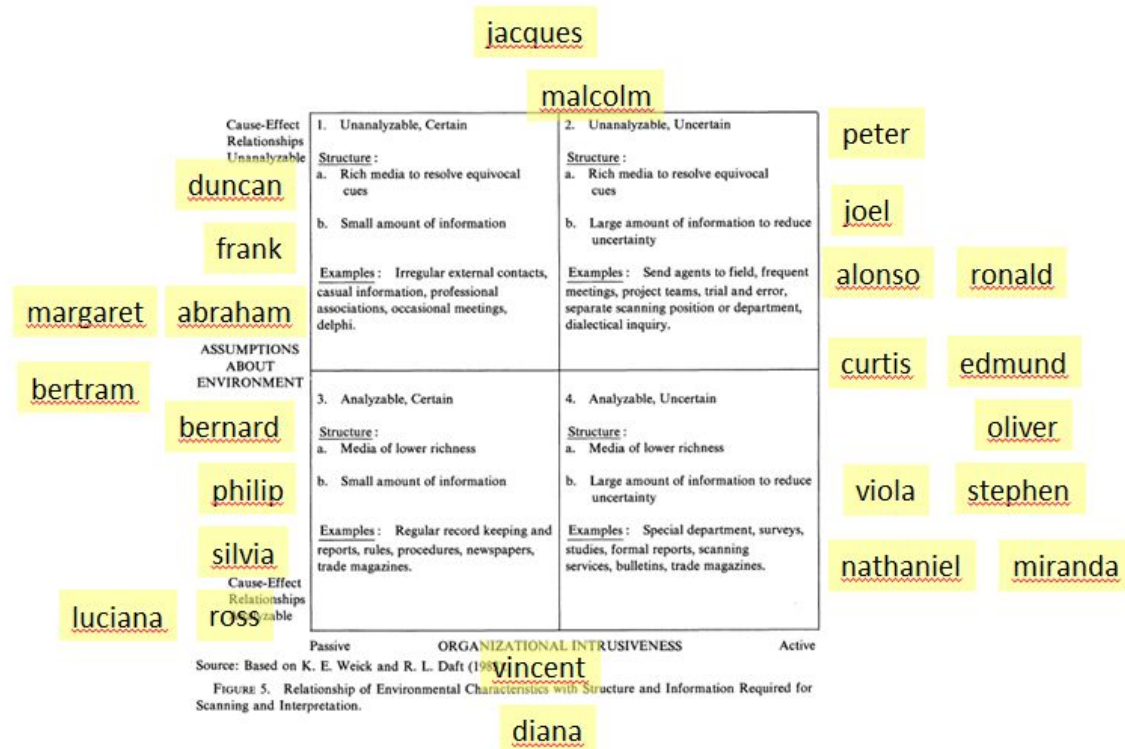 jacques
malcolm
peter
duncan
joel
frank
alonso
ronald
margaret
abraham
curtis
edmund
bertram
bernard
oliver
philip
viola
stephen
silvia
nathaniel
miranda
luciana
ross
vincent
diana
Cause-Effect
Relationships
Unanalyzable
ASSUMPTIONS
ABOUT
ENVIRONMENT
Cause-Effect
Relationships
1. Unanalyzable, Certain
Structure :
a. Rich media to resolve equivocal
cues
b. Small amount of information
Examples : Irregular external contacts,
casual information, professional
associations, occasional meetings,
delphi.
2. Unanalyzable, Uncertain
Structure :
a. Rich media to resolve equivocal
cues
b. Large amount of information to reduce
uncertainty
Examples : Send agents to field, frequent
meetings, project teams, trial and error,
separate scanning position or department,
dialectical inquiry.
3. Analyzable, Certain
Structure :
a. Media of lower richness
b. Small amount of information
Examples : Regular record keeping and
reports, rules, procedures, newspapers,
trade magazines.
4. Analyzable, Uncertain
Structure :
a. Media of lower richness
b. Large amount of information to reduce
uncertainty
Examples : Special department, surveys,
studies, formal reports, scanning
services, bulletins, trade magazines.
Passive ORGANIZATIONAL INTRUSIVENESS Active
Source: Based on K. E. Weick and R. L. Daft
FIGURE 5. Relationship of Environmental Characteristics with Structure and Information Required for
Scanning and Interpretation.